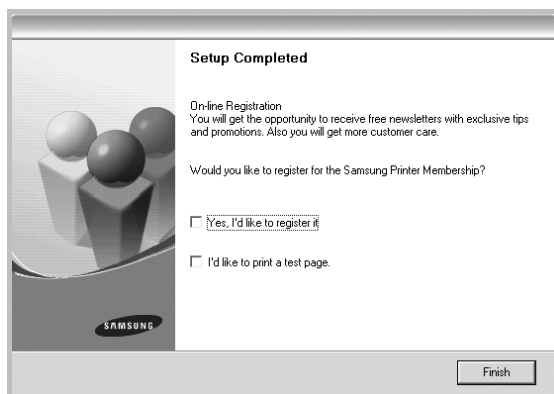 Setup Completed
On-line Registration
You will get the opportunity to receive free newsletters with exclusive tips
and promotions. Also you will get more customer care.
Would you like to register for the Samsung Printer Membership?
Yes, I'd like to register it
I'd like to print a test page.
SAMSUNG
Finish